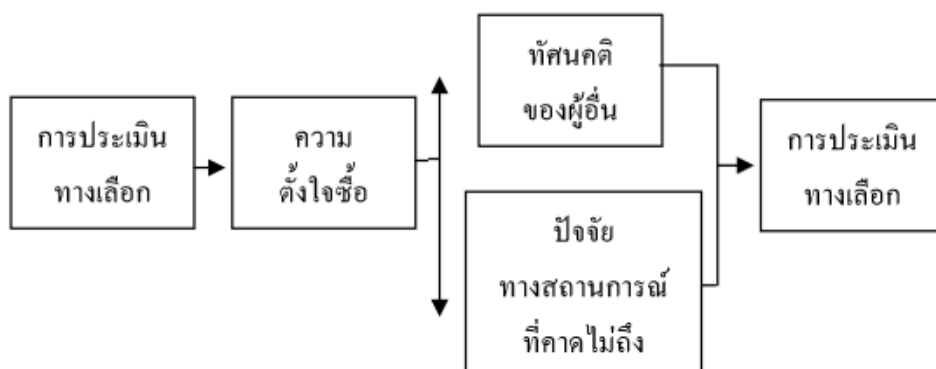 การประเมิน
ทางเลือก
ความ
ตั้งใจซื้อ
ทัศนคติ
ของผู้อื่น
ปัจจัย
ทางสถานการณ์
ที่คาดไม่ถึง
การประเมิน
ทางเลือก